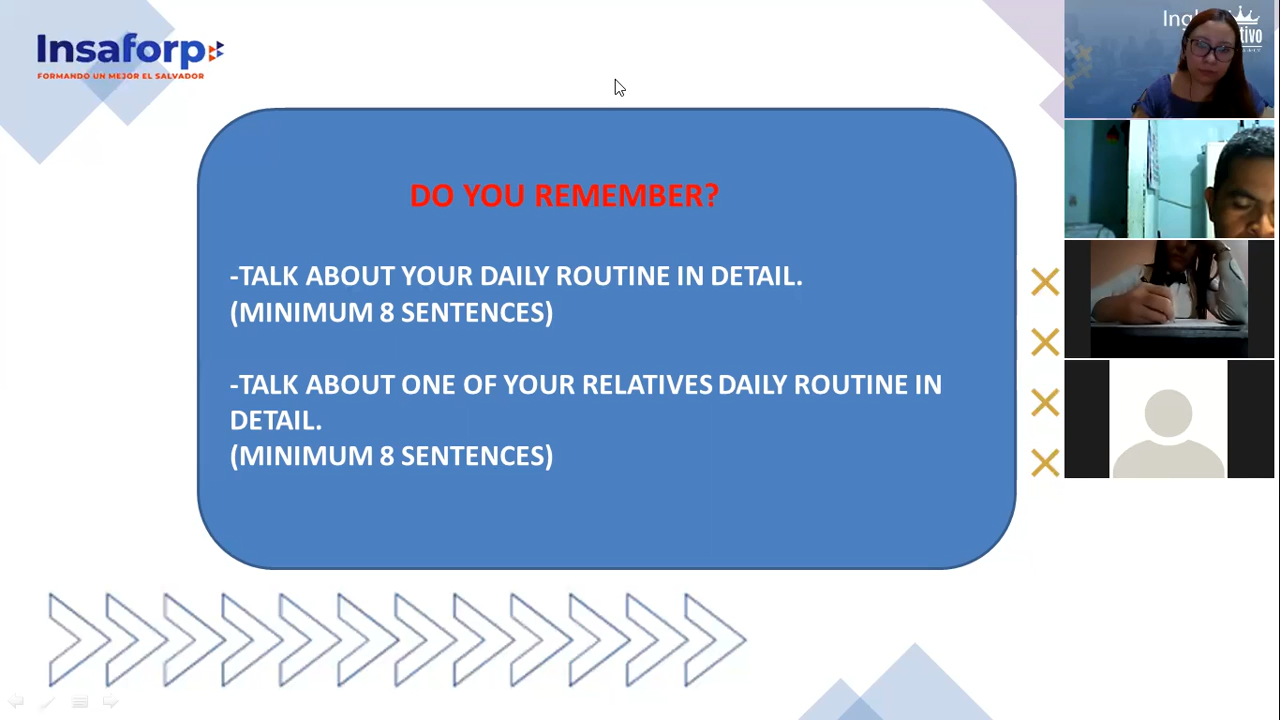 Insaforp
FORMANDO UN MEJOR EL SALVADOR
DO YOU REMEMBER?
-TALK ABOUT YOUR DAILY ROUTINE IN DETAIL.
(MINIMUM 8 SENTENCES)
-TALK ABOUT ONE OF YOUR RELATIVES DAILY ROUTINE IN
DETAIL.
(MINIMUM 8 SENTENCES)